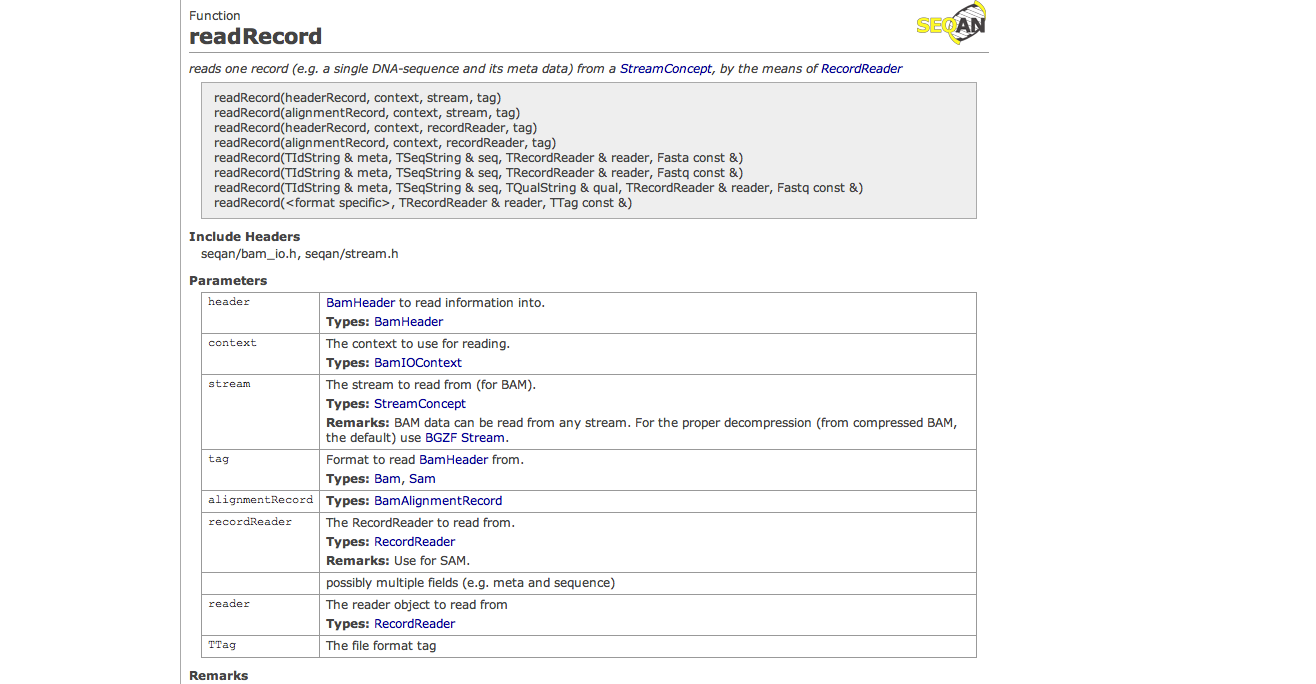 Function
SEQAN
readRecord
reads one record (e.g. a single DNA-sequence and its meta data) from a StreamConcept, by the means of RecordReader
readRecord(headerRecord, context, stream, tag)
readRecord(alignmentRecord, context, stream, tag)
readRecord(headerRecord, context, recordReader, tag)
readRecord(alignmentRecord, context, recordReader, tag)
readRecord(TIdString & meta, TSeqString & seq, TRecordReader & reader, Fasta const &)
readRecord(TIdString & meta, TSeqString & seq, TRecordReader & reader, Fastq const &)
readRecord(TIdString & meta, TSeqString & seq, TQualString & qual, TRecordReader & reader, Fastq const &)
readRecord(<format specific>, TRecordReader & reader, TTag const &)
Include Headers
seqan/bam_io.h, seqan/stream.h
Parameters
header
BamHeader to read information into.
Types: BamHeader
context
The context to use for reading.
Types: BamIOContext
stream
The stream to read from (for BAM).
Types: StreamConcept
Remarks: BAM data can be read from any stream. For the proper decompression (from compressed BAM,
the default) use BGZF Stream.
tag
Format to read BamHeader from.
Types: Bam, Sam
alignmentRecord
Types: BamAlignmentRecord
recordReader
The RecordReader to read from.
Types: RecordReader
Remarks: Use for SAM.
possibly multiple fields (e.g. meta and sequence)
reader
The reader object to read from
Types: RecordReader
TTag
The file format tag
Remarks